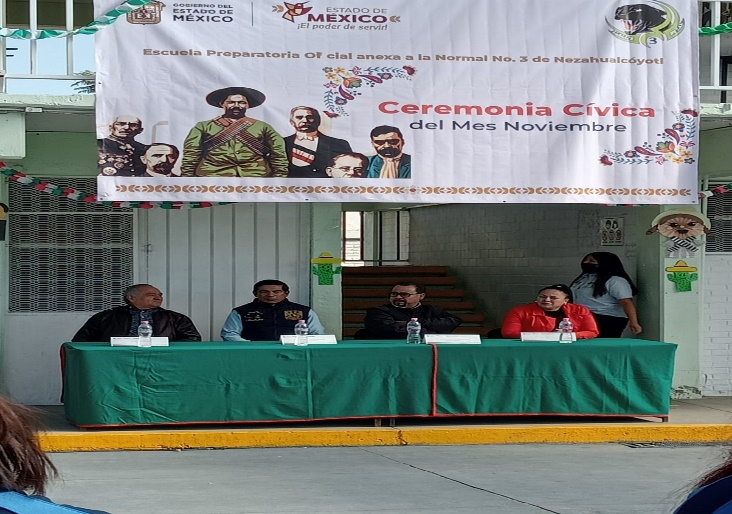 GOBIERNO DEL
ESTADO DE
MÉXICO
ESTADO DE
MÉXICO
¡El poder de servir!
Escuela Preparatoria Of cial anexa a la Normal No. 3 de Nezahualcóyotl
Ceremonia Cívica
del Mes Noviembre